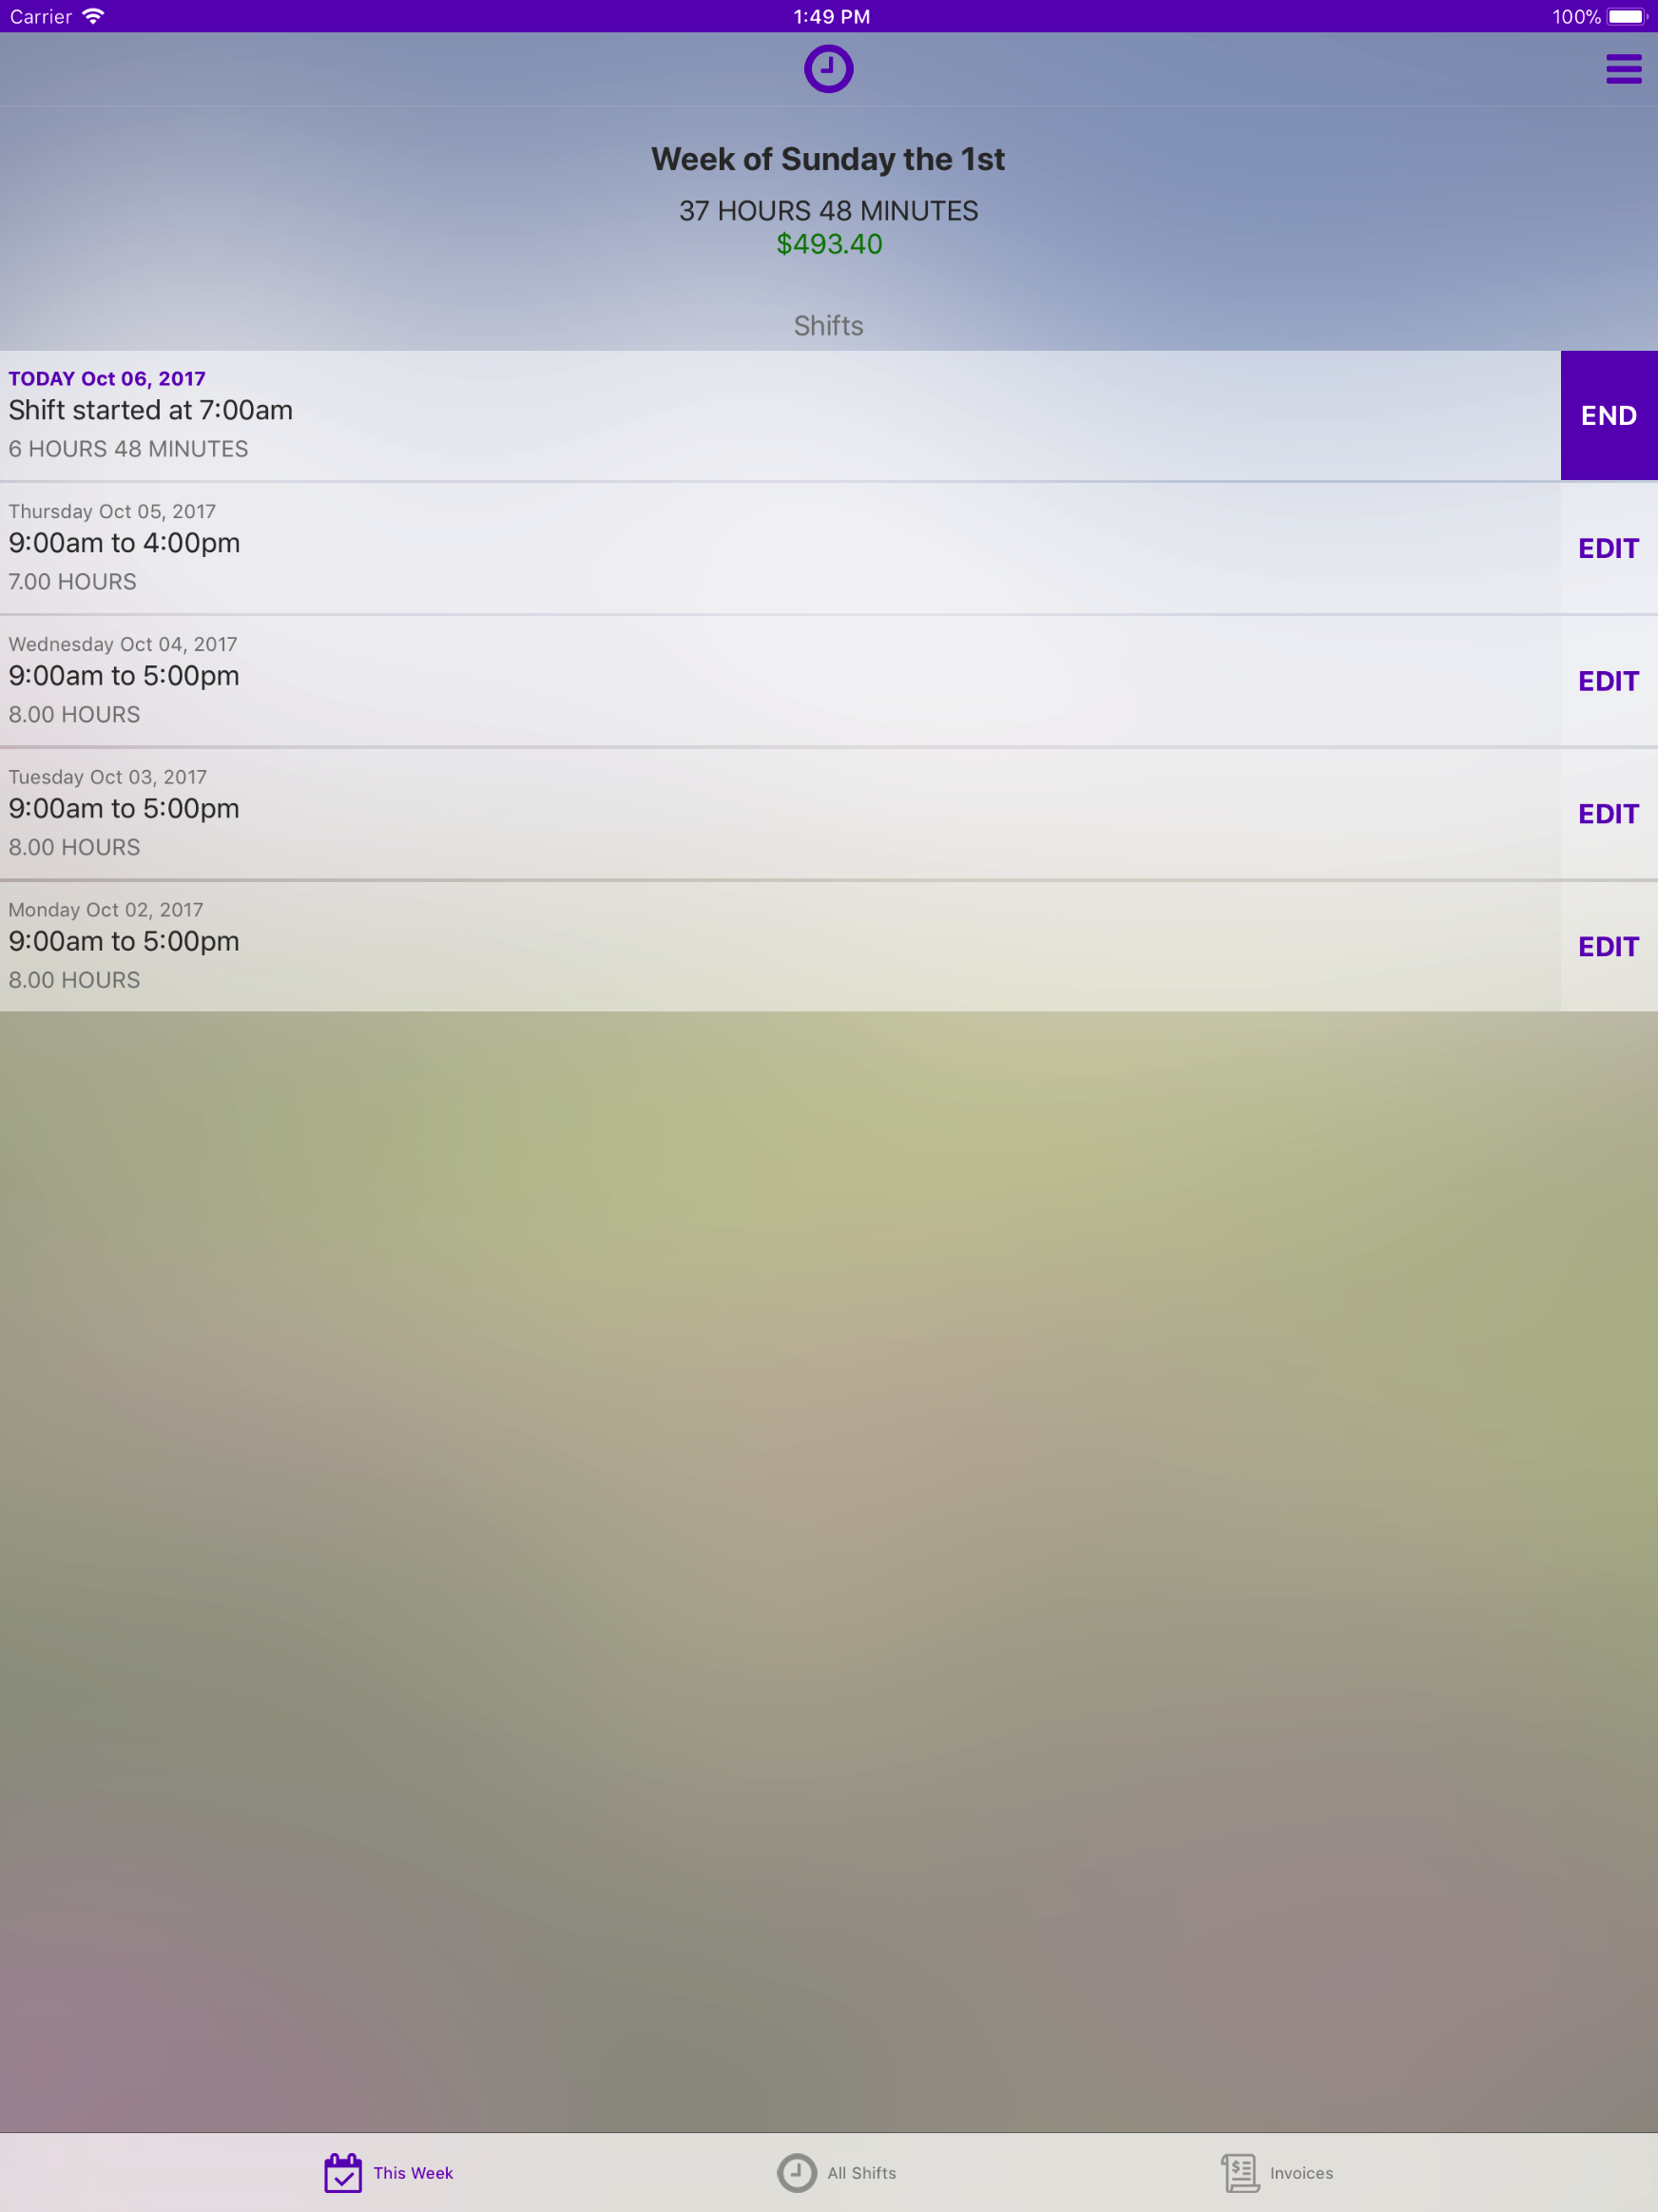 Carrier 1:49 PM 100%
Week of Sunday the 1st
37 HOURS 48 MINUTES
$493.40
Shifts
TODAY Oct 06, 2017
Shift started at 7:00am
6 HOURS 48 MINUTES
END
Thursday Oct 05, 2017
9:00am to 4:00pm
7.00 HOURS
EDIT
Wednesday Oct 04, 2017
9:00am to 5:00pm
8.00 HOURS
EDIT
Tuesday Oct 03, 2017
9:00am to 5:00pm
8.00 HOURS
EDIT
Monday Oct 02, 2017
9:00am to 5:00pm
8.00 HOURS
EDIT
This Week All Shifts Invoices